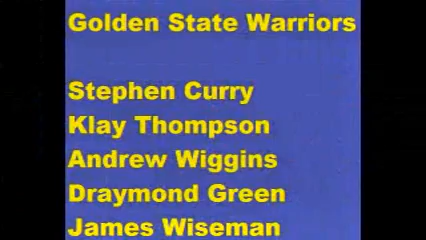 Golden State Warriors
Stephen Curry
Klay Thompson
Andrew Wiggins
Draymond Green
James Wiseman